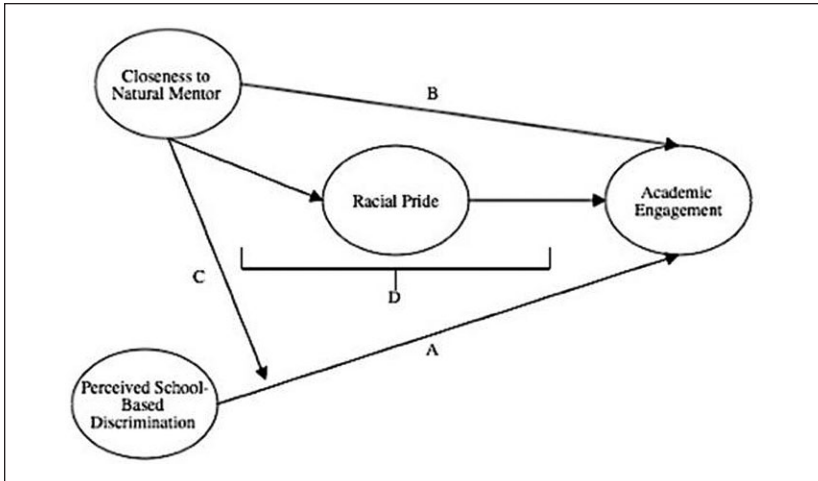 Closeness to
Natural Mentor
B
Racial Pride
Academic
Engagement
C
D
A
Perceived School-
Based
Discrimination